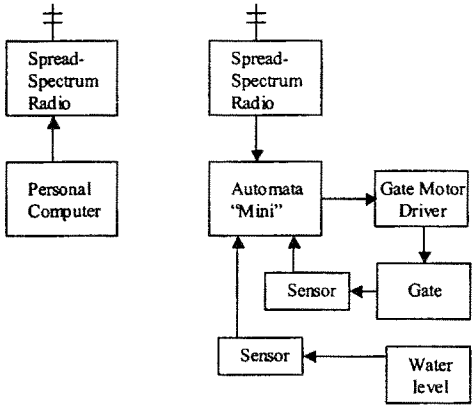 Spread-
Spectrum
Radio
Spread-
Spectrum
Radio
Personal
Computer
Automata
“Mini”
Gate Motor
Driver
Sensor
Gate
Sensor
Water
level